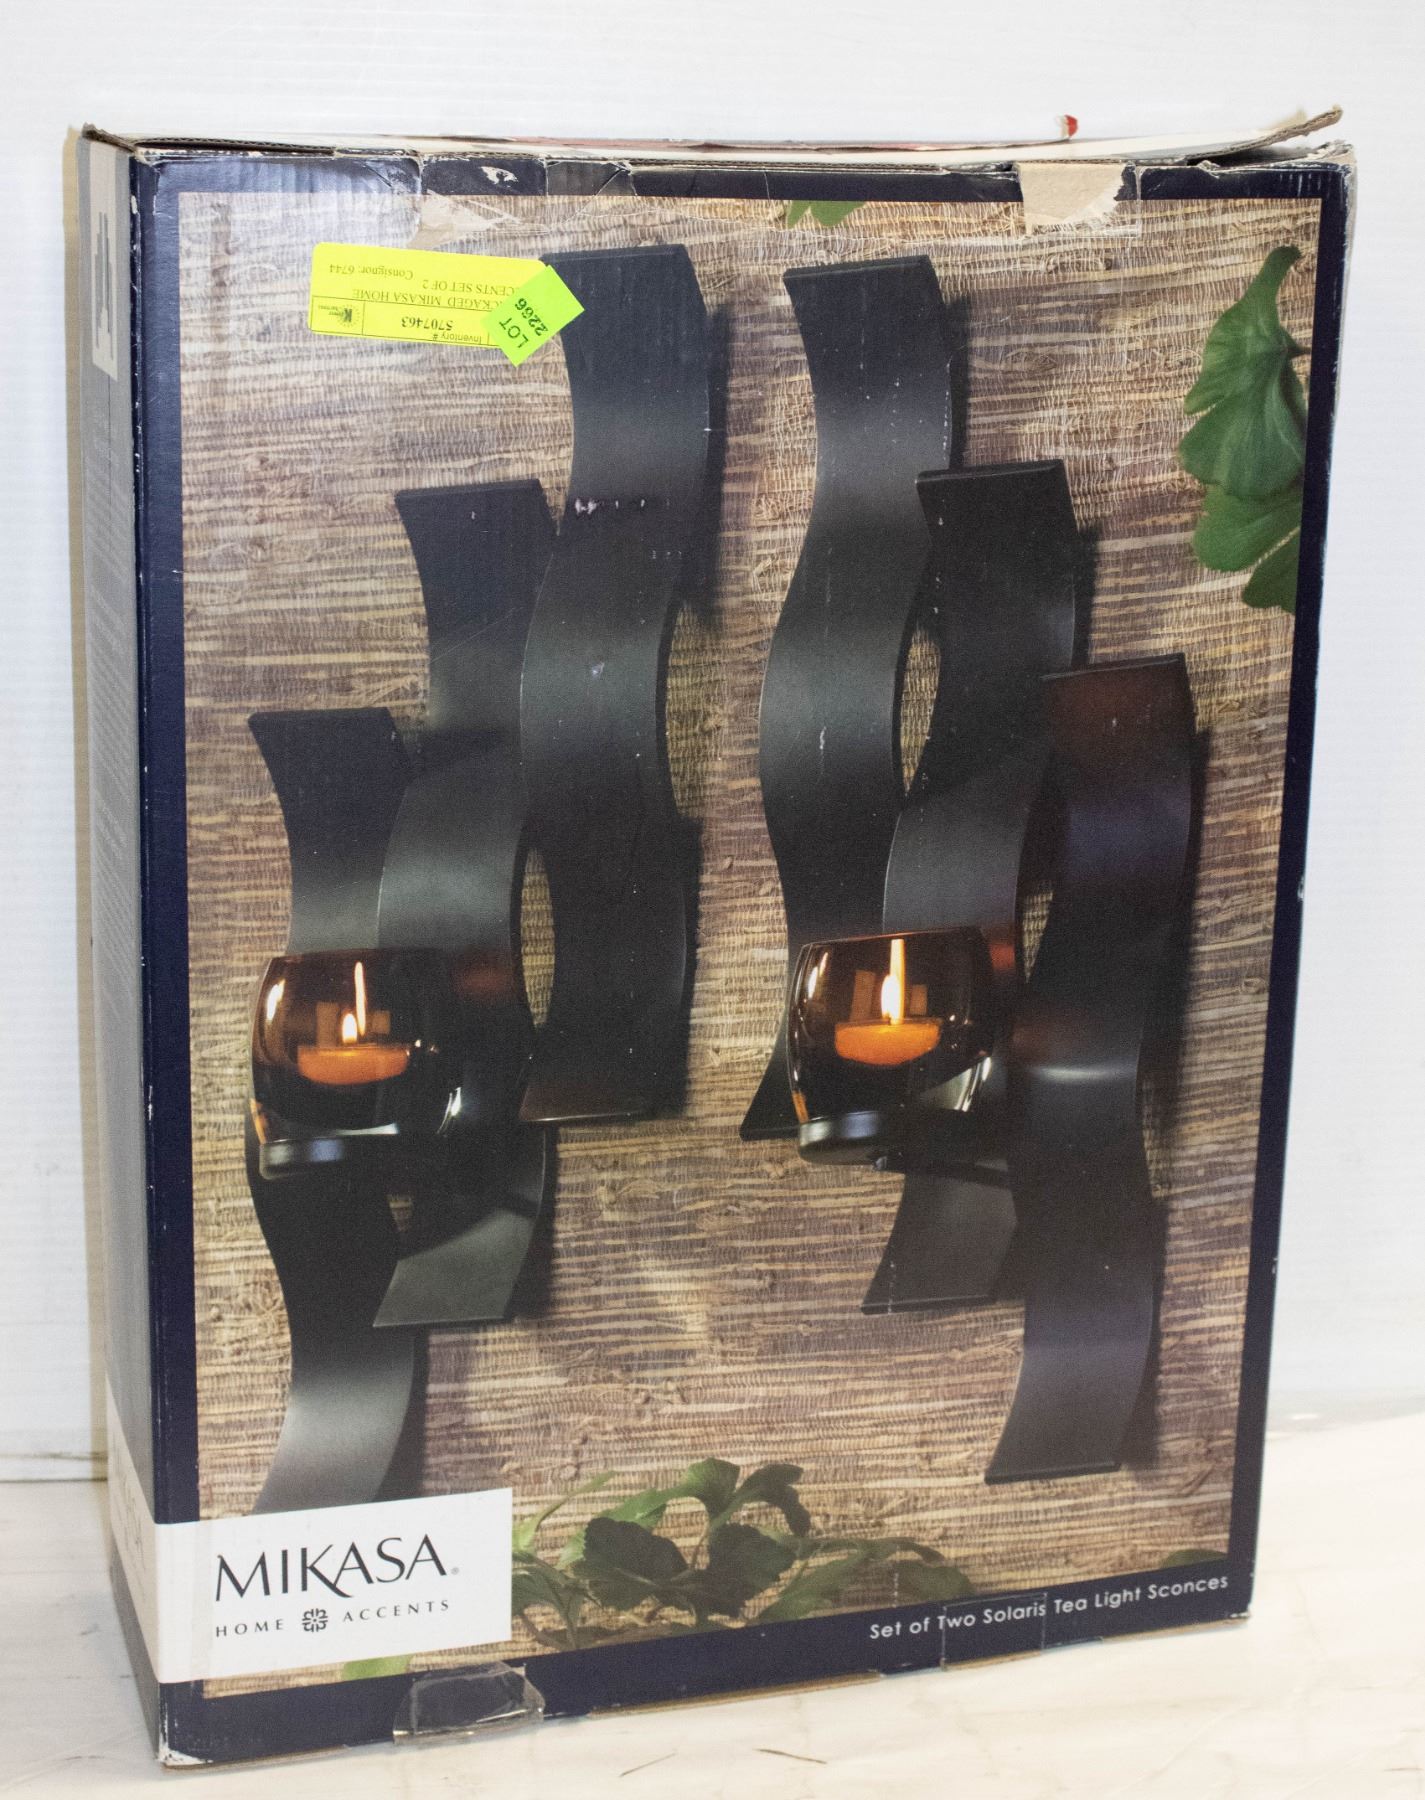 Inventory #
5707463
CKAGED MIKASA HOME
CENTS SET OF 2
Consignor: 6744
LOT
2266
MIKASA
HOME ACCENTS
Set of Two Solaris Tea Light Sconces